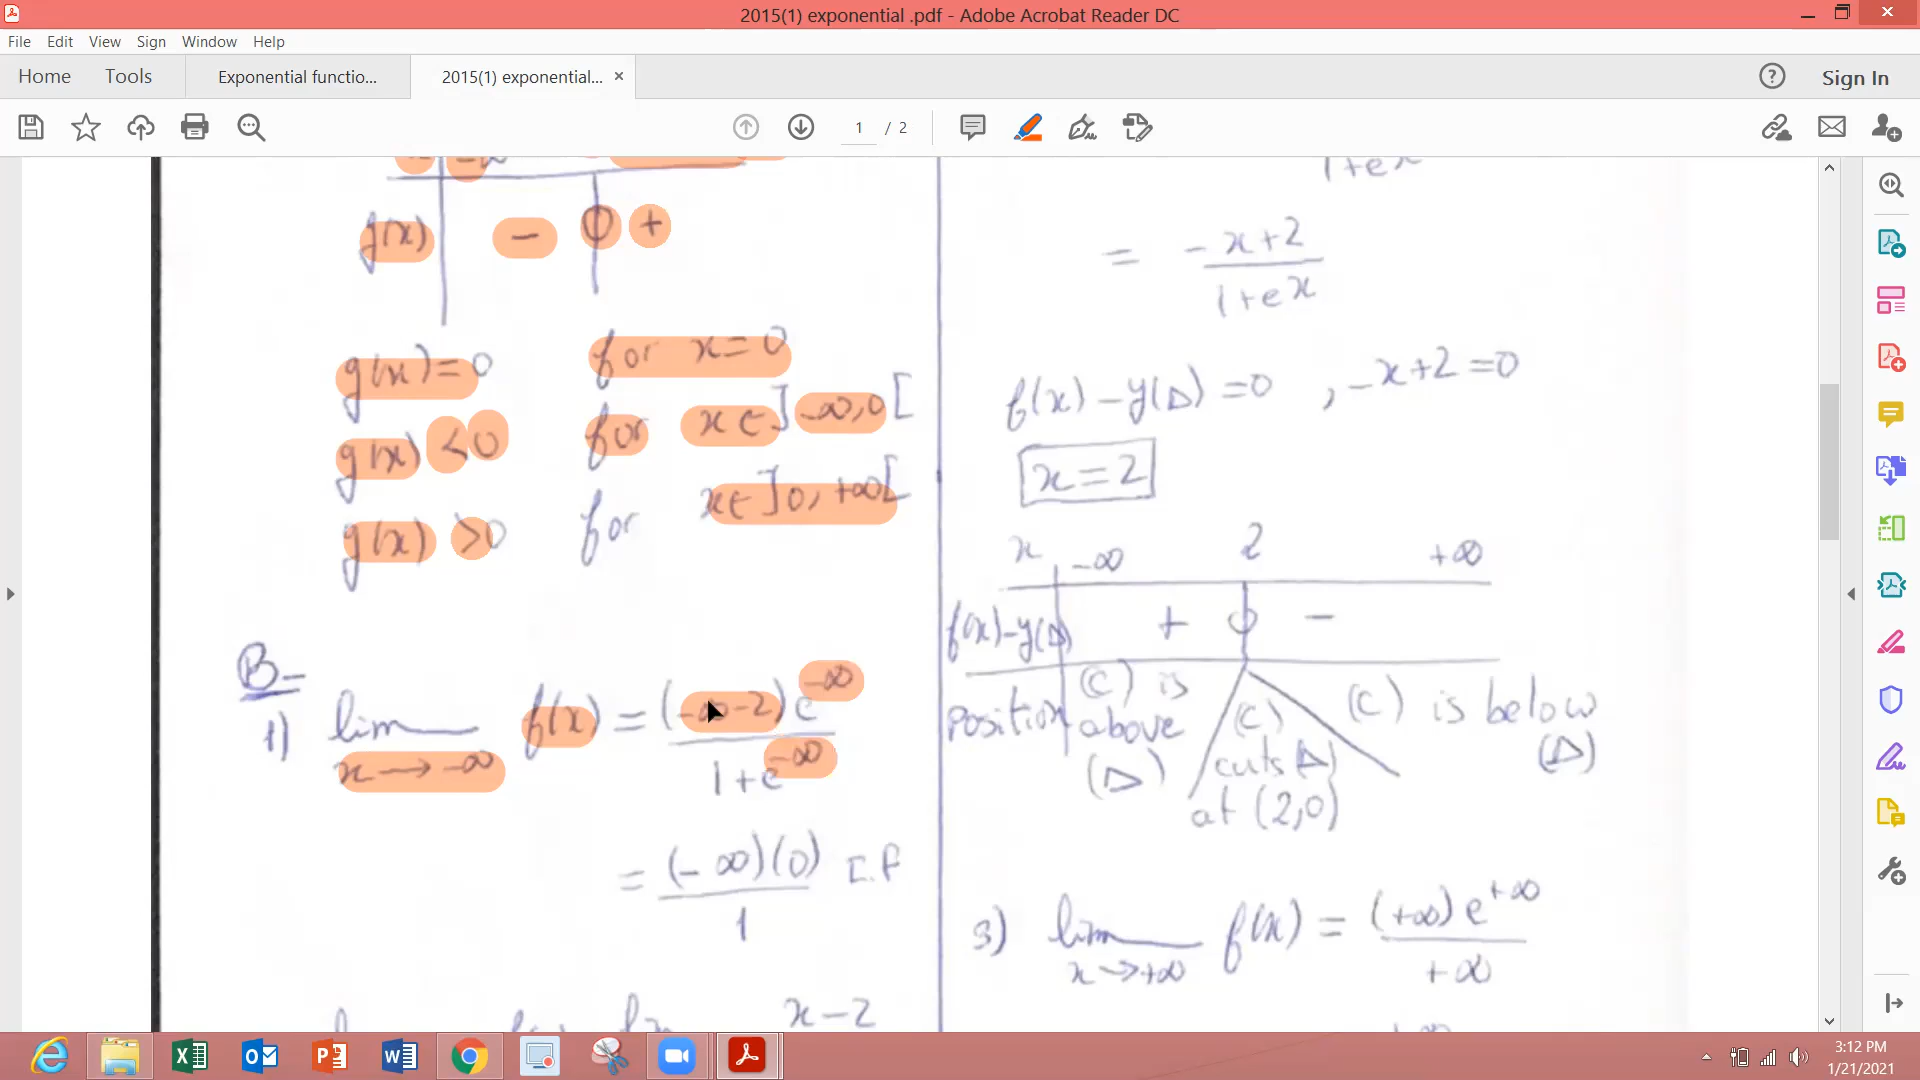 2015(1) exponential .pdf - Adobe Acrobat Reader DC
File Edit View Sign Window Help
Home Tools Exponential functio... 2015(1) exponential... × Sign In
1 / 2
g(x) - 0 +
g(x)=0 for x=0
g(x) <0 for x∈]-∞,0[
g(x) >0 for x∈]0,+∞[
B-
1) lim x→-∞ f(x) = (-∞-2)e^-∞ / 1+e^-∞
= (-∞)(0) / 1 I.F
x-2
1+e^x
= -x+2 / 1+e^x
f(x)-y(Δ)=0 , -x+2=0
x=2
x -∞ 2 +∞
f(x)-y(Δ) + 0 -
Position (C) is above (Δ) (C) cuts (Δ) at (2,0) (C) is below (Δ)
3) lim x→+∞ f(x) = (+∞)e^+∞ / +∞
3:12 PM
1/21/2021